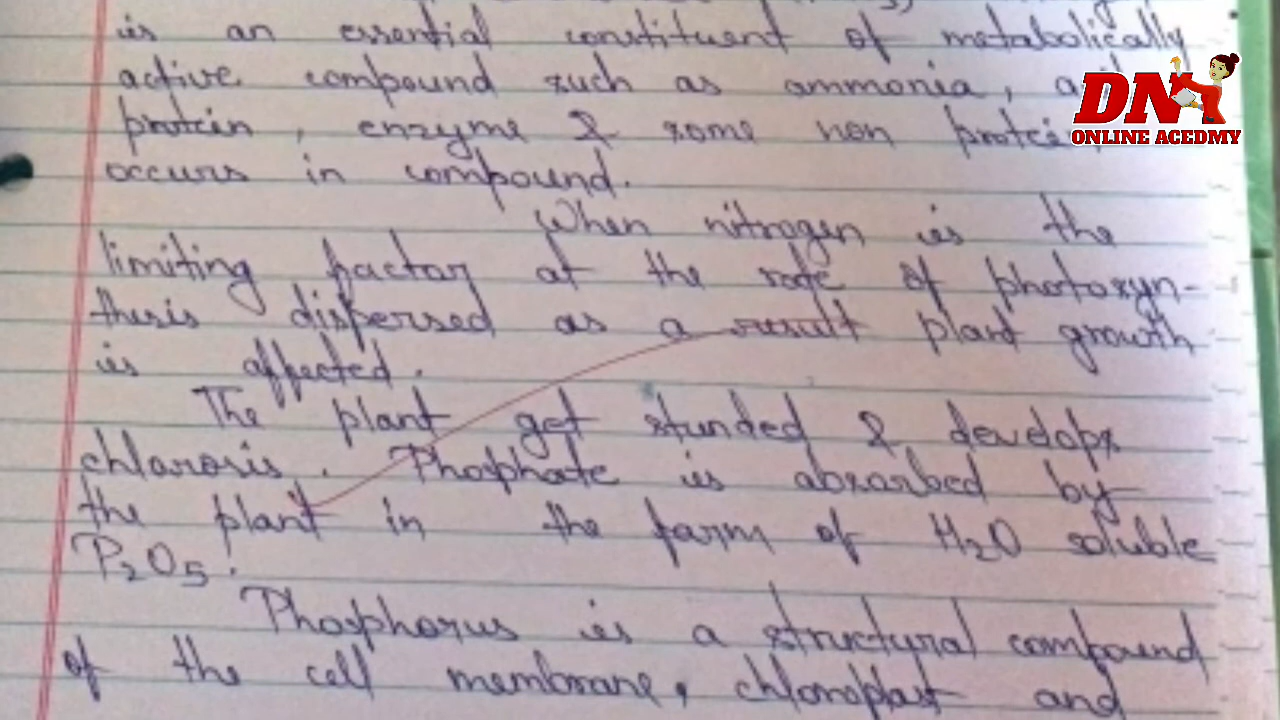 is an essential constituent of metabolically
active compound such as ammonia,
protein, enzyme & some non
occurs in compound.
When nitrogen is the
limiting factor at the rate of photosyn-
thesis dispersed as a result plant growth
is affected.
The plant get stunded & develops
chlorosis. Phosphate is absorbed by
the plant in the form of H₂O soluble
P₂O₅.
Phosphorus is a structural compound
of the cell membrane, chloroplast and
DN
ONLINE ACEDMY